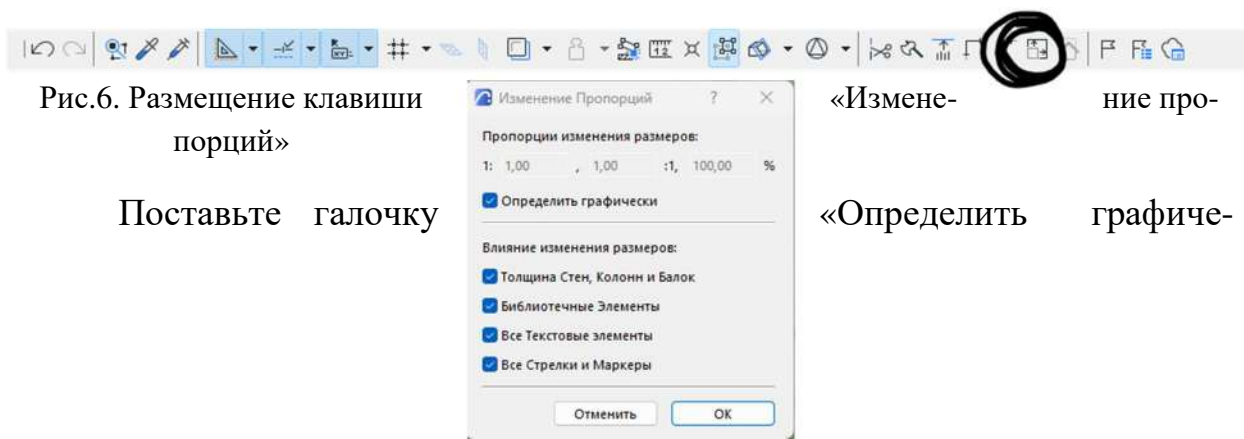 Рис.6. Размещение клавиши «Измене- ние про-
порций»
Изменение Пропорций ? ×
Пропорции изменения размеров:
1: 1,00 , 1,00 :1, 100,00 %
Определить графически
Поставьте галочку «Определить графиче-
Влияние изменения размеров:
Толщина Стен, Колонн и Балок
Библиотечные Элементы
Все Текстовые элементы
Все Стрелки и Маркеры
Отменить OK